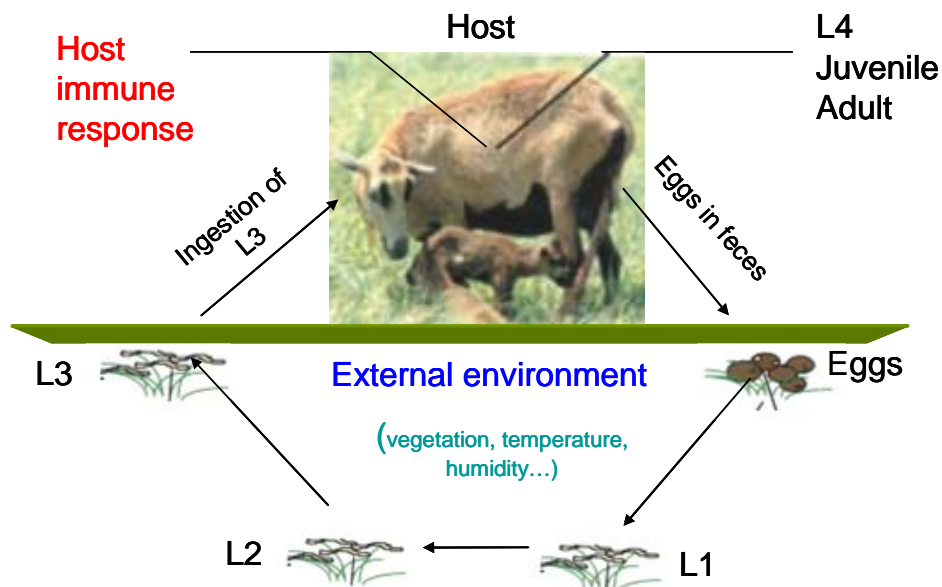 Host
Host
immune
response
L4
Juvenile
Adult
Ingestion of
L3
Eggs in feces
L3
External environment
Eggs
(vegetation, temperature,
humidity...)
L2
L1